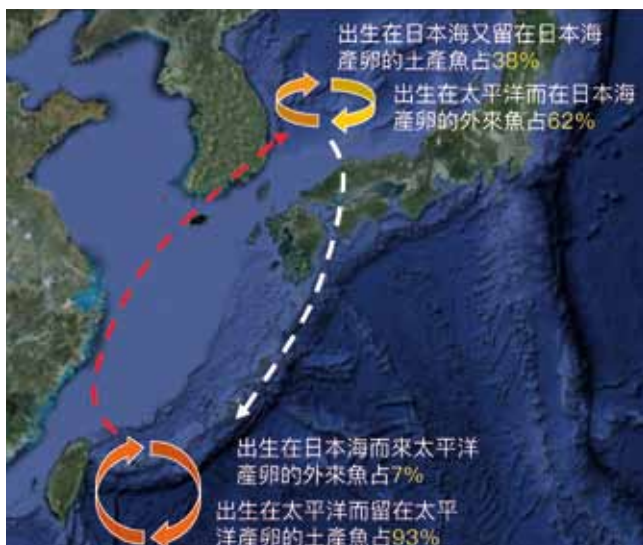 出生在日本海又留在日本海
產卵的土產魚占38%
出生在太平洋而在日本海
產卵的外來魚占62%
出生在日本海而來太平洋
產卵的外來魚占7%
出生在太平洋而留在太平
洋產卵的土產魚占93%